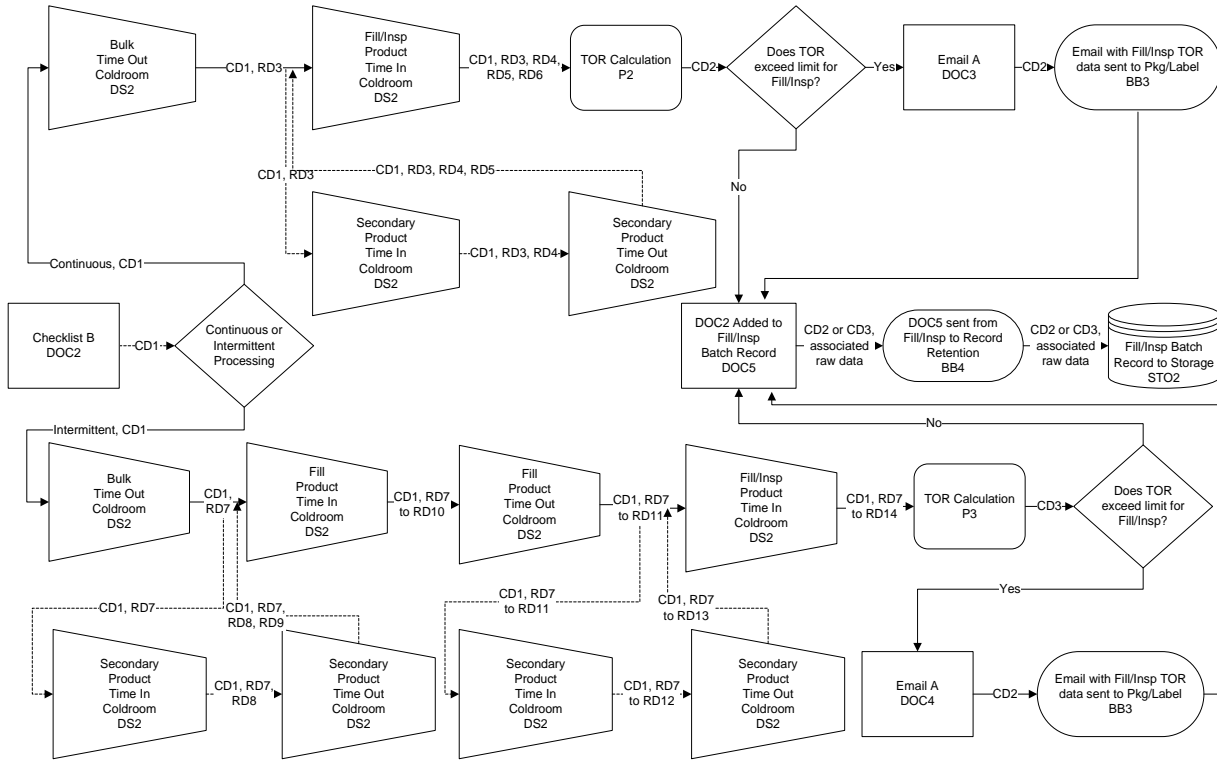 Bulk
Time Out
Coldroom
DS2
CD1, RD3
Fill/Insp
Product
Time In
Coldroom
DS2
CD1, RD3, RD4,
RD5, RD6
TOR Calculation
P2
CD2
Does TOR
exceed limit for
Fill/Insp?
Yes
Email A
DOC3
CD2
Email with Fill/Insp TOR
data sent to Pkg/Label
BB3
No
CD1, RD3
CD1, RD3, RD4, RD5
Secondary
Product
Time In
Coldroom
DS2
CD1, RD3, RD4
Secondary
Product
Time Out
Coldroom
DS2
Continuous, CD1
Checklist B
DOC2
CD1
Continuous or
Intermittent
Processing
DOC2 Added to
Fill/Insp
Batch Record
DOC5
CD2 or CD3,
associated
raw data
DOC5 sent from
Fill/Insp to Record
Retention
BB4
CD2 or CD3,
associated
raw data
Fill/Insp Batch
Record to Storage
STO2
Intermittent, CD1
No
Bulk
Time Out
Coldroom
DS2
CD1,
RD7
Fill
Product
Time In
Coldroom
DS2
CD1, RD7
to RD10
Fill
Product
Time Out
Coldroom
DS2
CD1, RD7
to RD11
Fill/Insp
Product
Time In
Coldroom
DS2
CD1, RD7
to RD14
TOR Calculation
P3
CD3
Does TOR
exceed limit for
Fill/Insp?
Yes
CD1, RD7
CD1, RD7,
RD8, RD9
CD1, RD7
to RD11
CD1, RD7
to RD13
Secondary
Product
Time In
Coldroom
DS2
CD1, RD7,
RD8
Secondary
Product
Time Out
Coldroom
DS2
Secondary
Product
Time In
Coldroom
DS2
CD1, RD7
to RD12
Secondary
Product
Time Out
Coldroom
DS2
Email A
DOC4
CD2
Email with Fill/Insp TOR
data sent to Pkg/Label
BB3